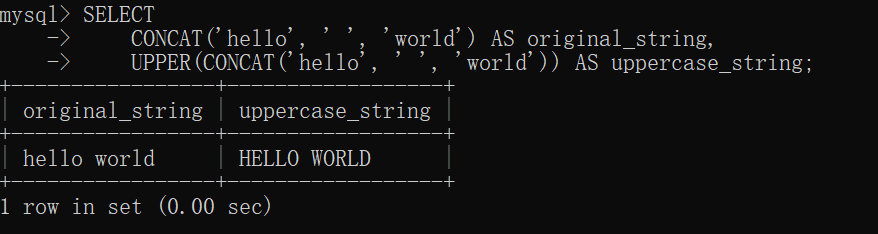 mysql> SELECT
    ->     CONCAT('hello', ' ', 'world') AS original_string,
    ->     UPPER(CONCAT('hello', ' ', 'world')) AS uppercase_string;
+-----------------+------------------+
| original_string | uppercase_string |
+-----------------+------------------+
| hello world     | HELLO WORLD      |
+-----------------+------------------+
1 row in set (0.00 sec)